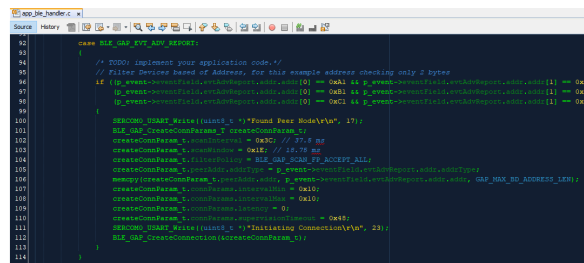 app_ble_handler.c
Source History
91
92 case BLE_GAP_EVT_ADV_REPORT:
93 {
94 /* TODO: implement your application code.*/
95 // Filter Devices based of Address, for this example address checking only 2 bytes
96 if ((p_event->eventField.evtAdvReport.addr.addr[0] == 0xA1 && p_event->eventField.evtAdvReport.addr.addr[1] == 0x
97 (p_event->eventField.evtAdvReport.addr.addr[0] == 0xB1 && p_event->eventField.evtAdvReport.addr.addr[1] == 0x
98 (p_event->eventField.evtAdvReport.addr.addr[0] == 0xC1 && p_event->eventField.evtAdvReport.addr.addr[1] == 0x
99 {
100 SERCOM0_USART_Write((uint8_t *)"Found Peer Node\r\n", 17);
101 BLE_GAP_CreateConnParams_T createConnParam_t;
102 createConnParam_t.scanInterval = 0x3C; // 37.5 ms
103 createConnParam_t.scanWindow = 0x1E; // 18.75 ms
104 createConnParam_t.filterPolicy = BLE_GAP_SCAN_FP_ACCEPT_ALL;
105 createConnParam_t.peerAddr.addrType = p_event->eventField.evtAdvReport.addr.addrType;
106 memcpy(createConnParam_t.peerAddr.addr, p_event->eventField.evtAdvReport.addr.addr, GAP_MAX_BD_ADDRESS_LEN);
107 createConnParam_t.connParams.intervalMin = 0x10;
108 createConnParam_t.connParams.intervalMax = 0x10;
109 createConnParam_t.connParams.latency = 0;
110 createConnParam_t.connParams.supervisionTimeout = 0x48;
111 SERCOM0_USART_Write((uint8_t *)"Initiating Connection\r\n", 23);
112 BLE_GAP_CreateConnection(&createConnParam_t);
113 }
114 }